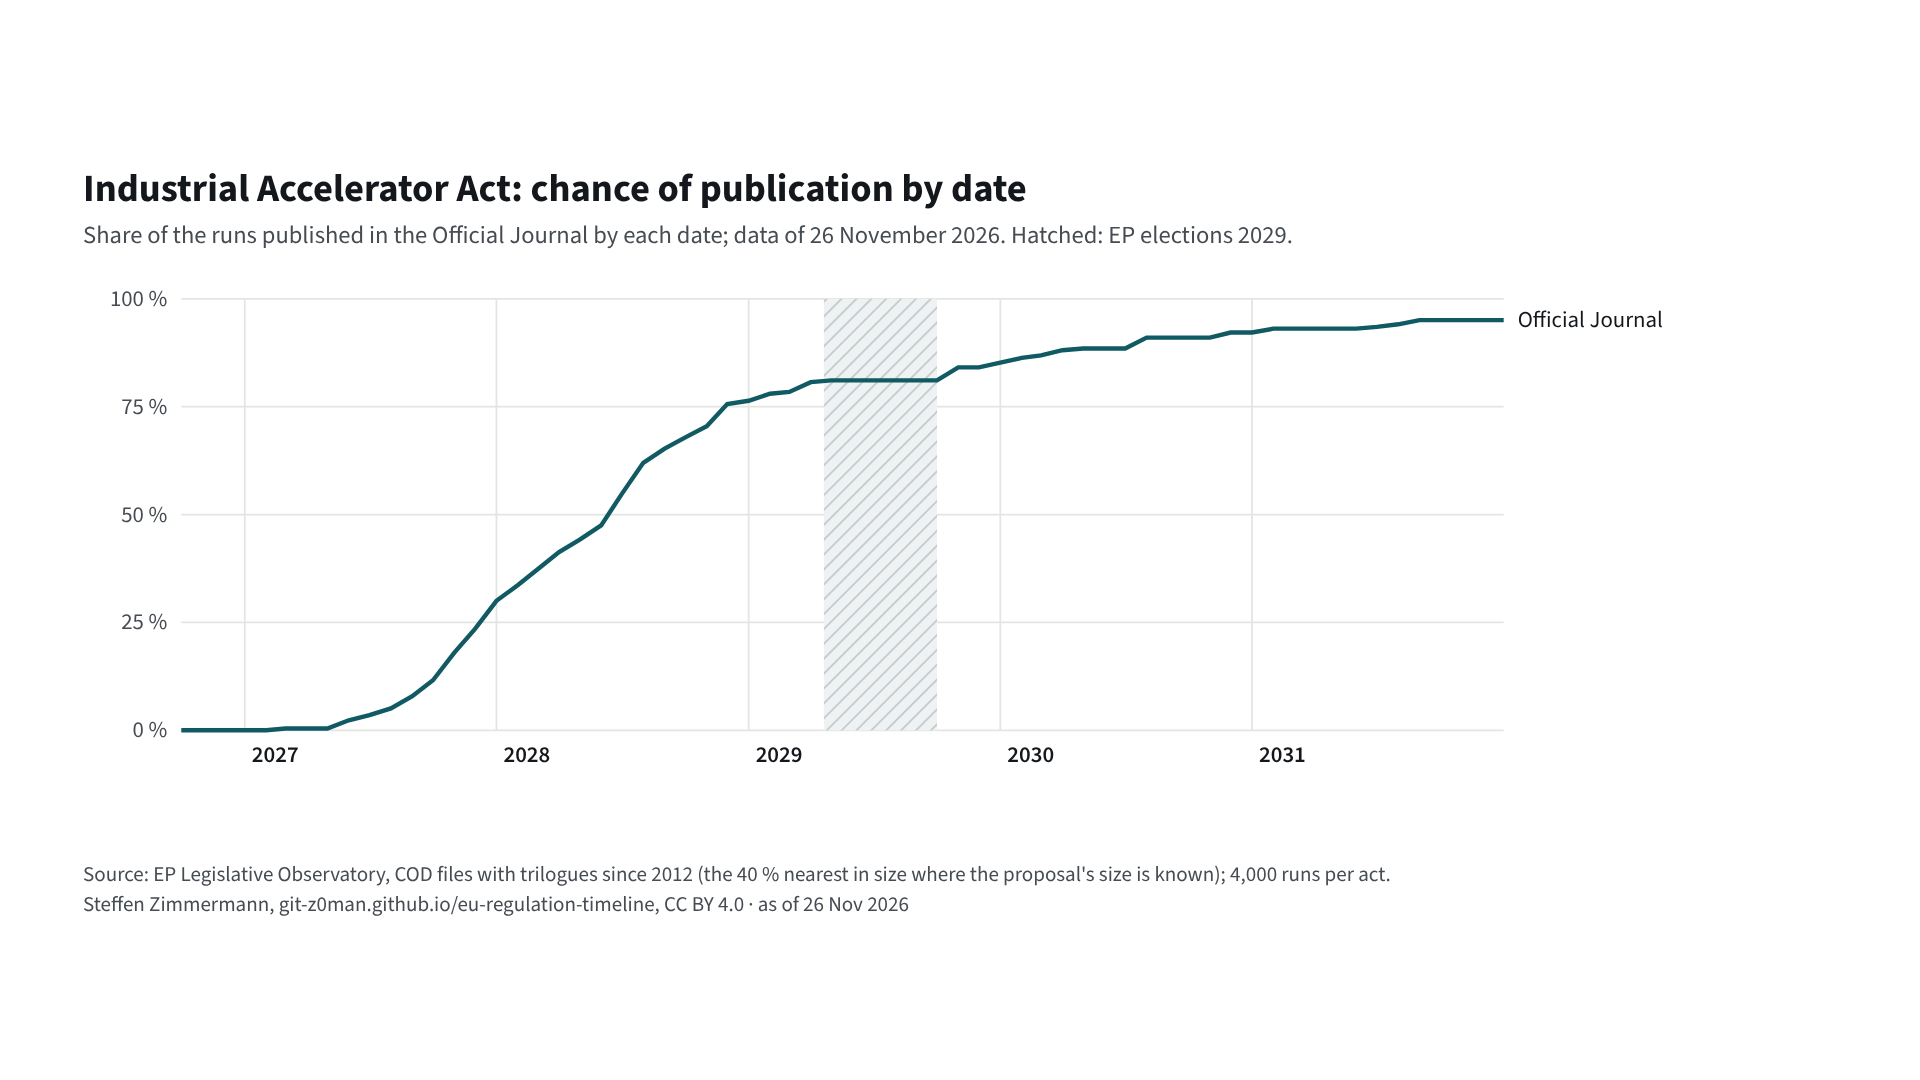 Industrial Accelerator Act: chance of publication by date
Share of the runs published in the Official Journal by each date; data of 26 November 2026. Hatched: EP elections 2029.
100 %
Official Journal
75 %
50 %
25 %
0 %
2027 2028 2029 2030 2031
Source: EP Legislative Observatory, COD files with trilogues since 2012 (the 40 % nearest in size where the proposal's size is known); 4,000 runs per act.
Steffen Zimmermann, git-z0man.github.io/eu-regulation-timeline, CC BY 4.0 · as of 26 Nov 2026